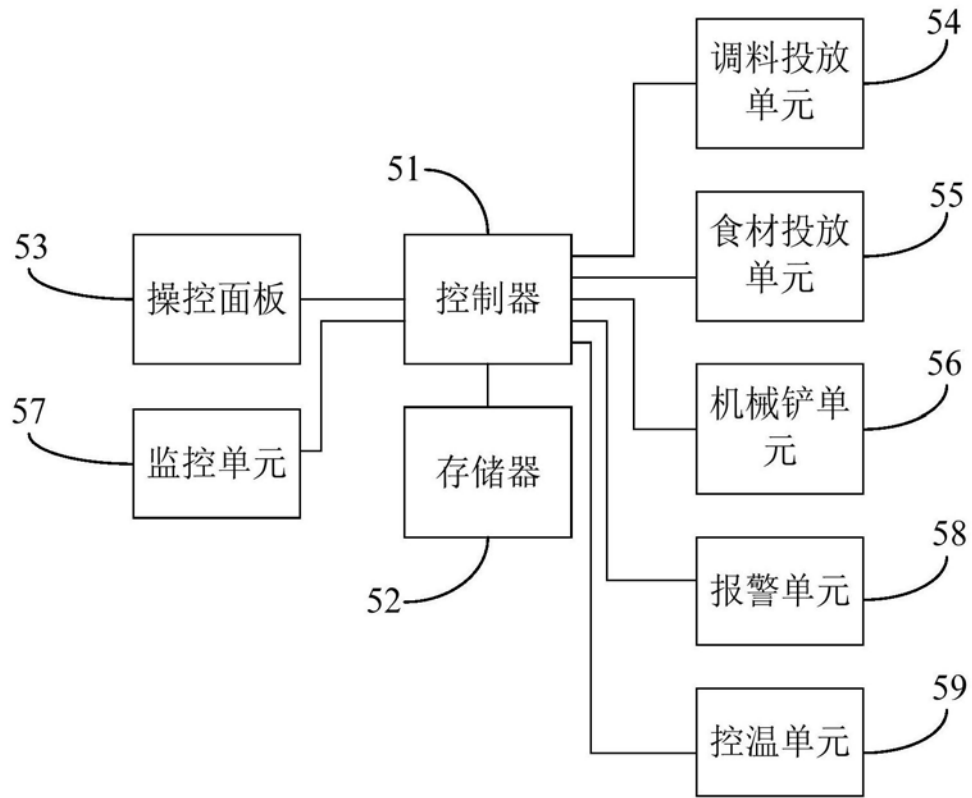 54
调料投放
单元
51
55
食材投放
单元
53
操控面板
控制器
56
机械铲单
元
57
监控单元
存储器
52
58
报警单元
59
控温单元